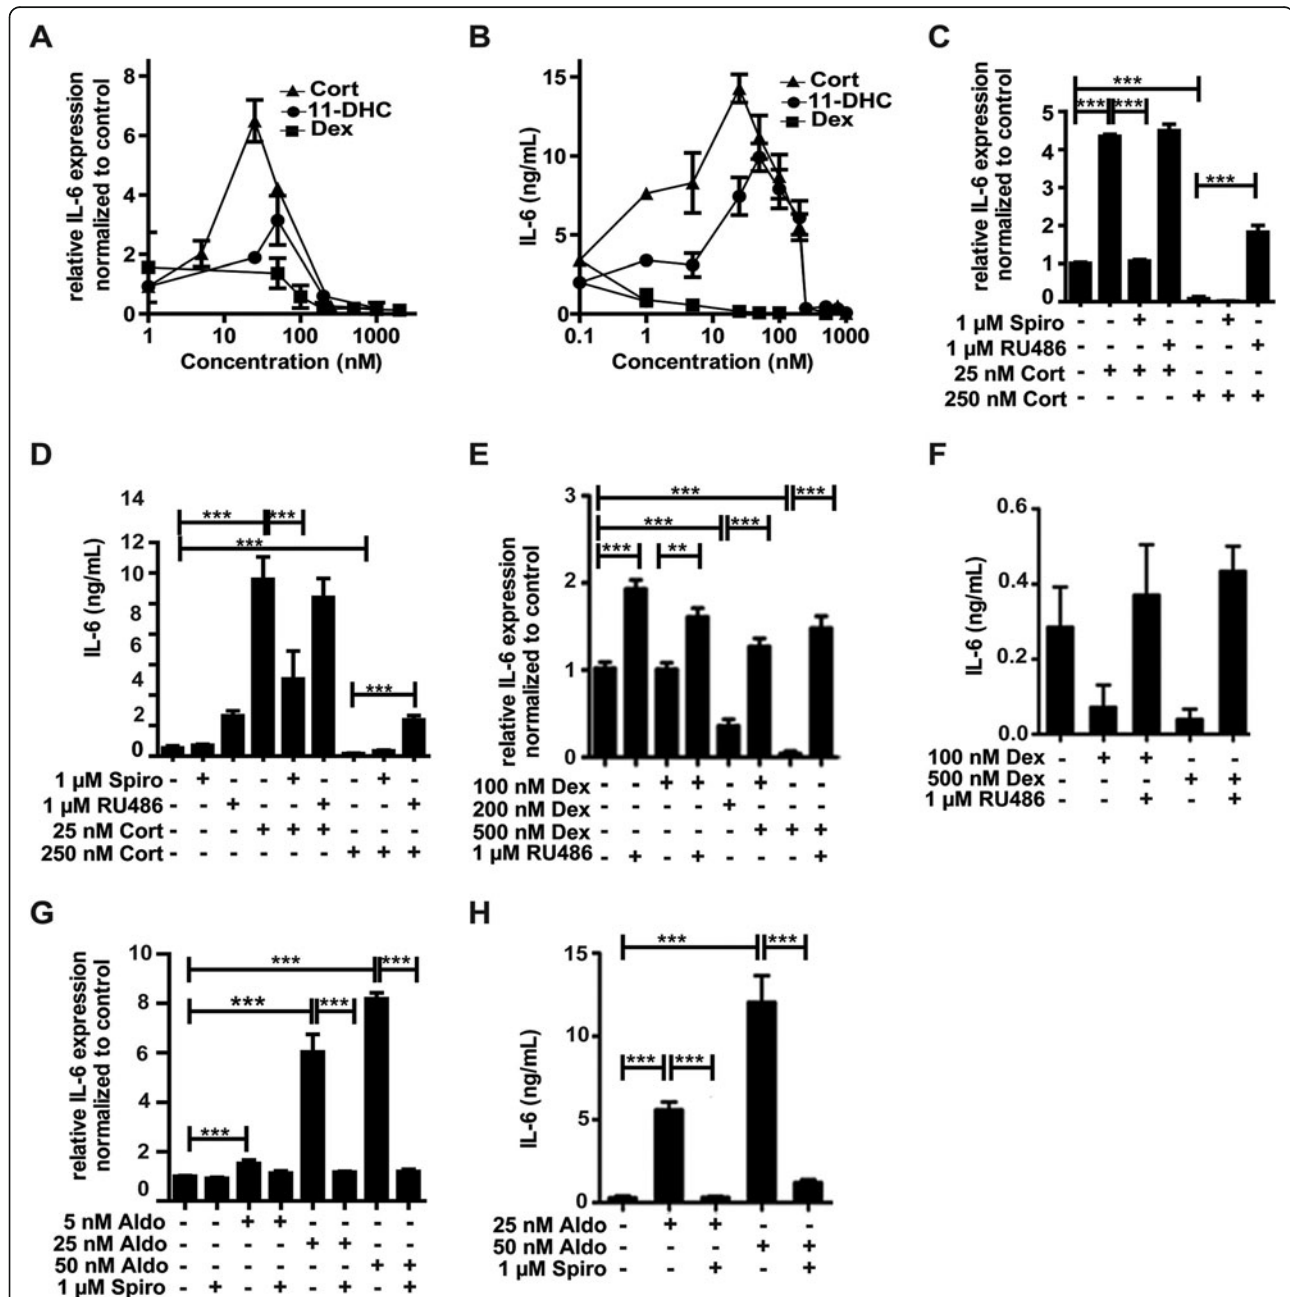 A
relative IL-6 expression
normalized to control
8
6
4
2
0
1
10
100
1000
Concentration (nM)
Cort
11-DHC
Dex
B
IL-6 (ng/mL)
15
10
5
0
0.1
1
10
100
1000
Concentration (nM)
Cort
11-DHC
Dex
C
relative IL-6 expression
normalized to control
5
4
3
2
1
0
***
*** ***
***
1 µM Spiro - - + - - + -
1 µM RU486 - - - + - - +
25 nM Cort - + + + - - -
250 nM Cort - - - - + + +
D
IL-6 (ng/mL)
14
12
10
8
6
4
2
0
*** ***
***
***
1 µM Spiro - + - - + - - + -
1 µM RU486 - - + - - + - - +
25 nM Cort - - - + + + - - -
250 nM Cort - - - - - - + + +
E
relative IL-6 expression
normalized to control
3
2
1
0
*** ***
*** ***
*** **
100 nM Dex - - + + - + - -
200 nM Dex - - - - + - - -
500 nM Dex - - - - - + + +
1 µM RU486 - + - + - - - +
F
IL-6 (ng/mL)
0.6
0.4
0.2
0.0
100 nM Dex - + + - +
500 nM Dex - - - + +
1 µM RU486 - - + - +
G
relative IL-6 expression
normalized to control
10
8
6
4
2
0
*** ***
*** ***
***
5 nM Aldo - - + + - - - -
25 nM Aldo - - - - + + - -
50 nM Aldo - - - - - - + +
1 µM Spiro - + - + - + - +
H
IL-6 (ng/mL)
15
10
5
0
*** ***
*** ***
25 nM Aldo - + + - -
50 nM Aldo - - - + +
1 µM Spiro - - + - +